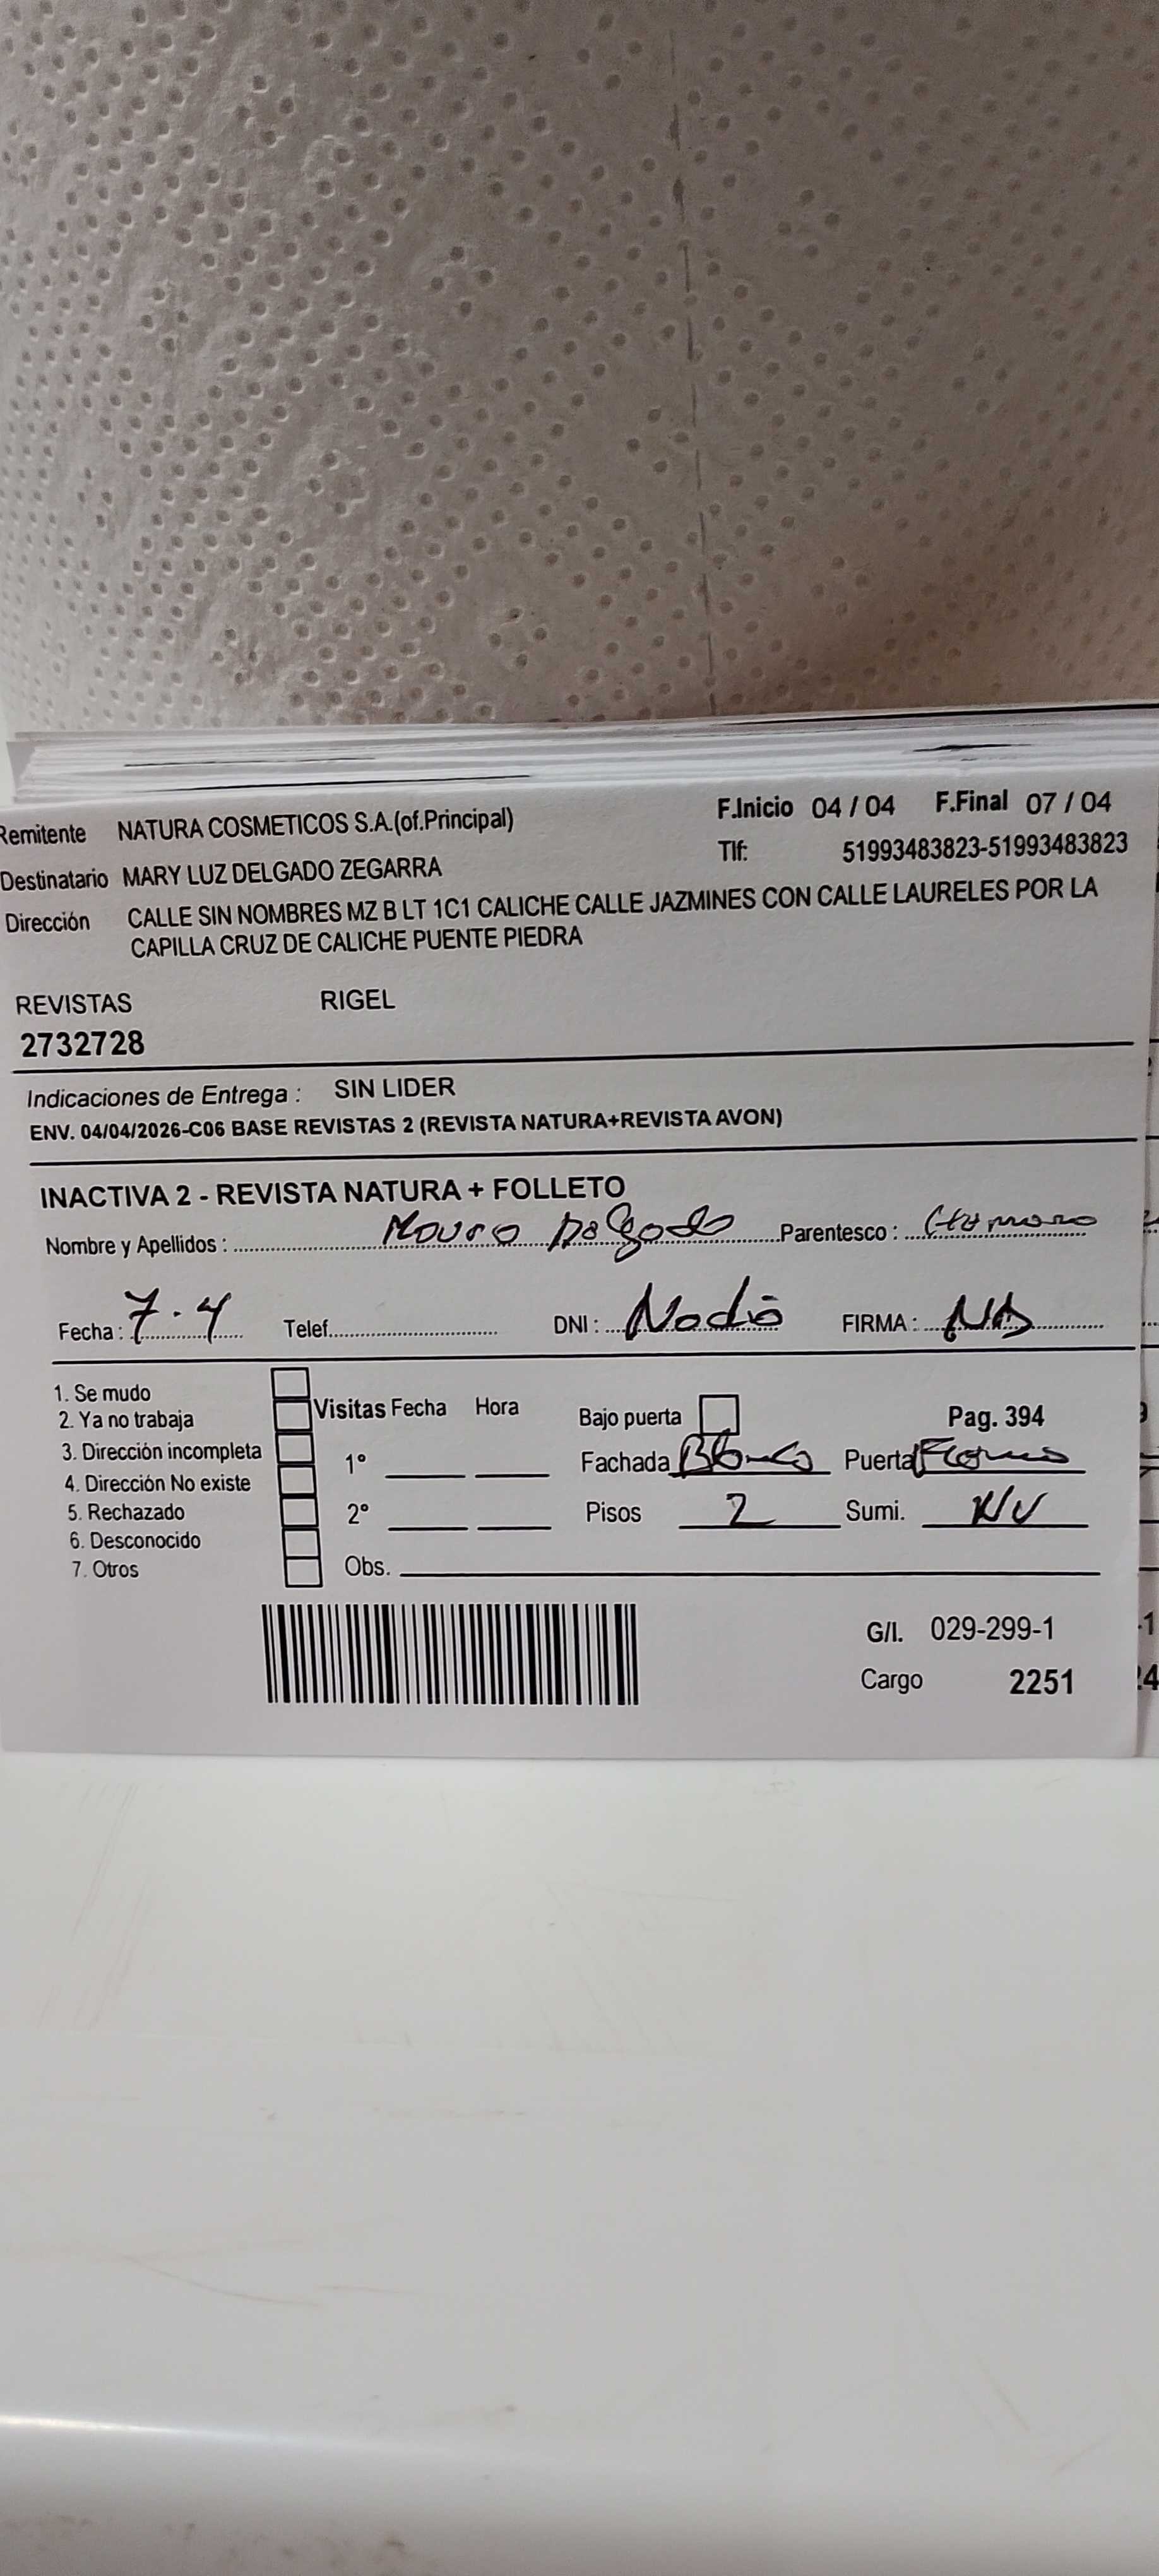 Remitente NATURA COSMETICOS S.A.(of.Principal) F.Inicio 04 / 04 F.Final 07 / 04
Destinatario MARY LUZ DELGADO ZEGARRA Tlf: 51993483823-51993483823
Dirección CALLE SIN NOMBRES MZ B LT 1C1 CALICHE CALLE JAZMINES CON CALLE LAURELES POR LA
CAPILLA CRUZ DE CALICHE PUENTE PIEDRA
REVISTAS RIGEL
2732728
Indicaciones de Entrega : SIN LIDER
ENV. 04/04/2026-C06 BASE REVISTAS 2 (REVISTA NATURA+REVISTA AVON)
INACTIVA 2 - REVISTA NATURA + FOLLETO
Nombre y Apellidos : Mauro Delgado Parentesco :
Fecha : 7.4 Telef. DNI : Nadie FIRMA :
1. Se mudo
2. Ya no trabaja
3. Dirección incompleta
4. Dirección No existe
5. Rechazado
6. Desconocido
7. Otros
Visitas Fecha Hora
1°
2°
Obs.
Bajo puerta Pag. 394
Fachada Blanco Puerta
Pisos 2 Sumi. N/V
G/I. 029-299-1
Cargo 2251